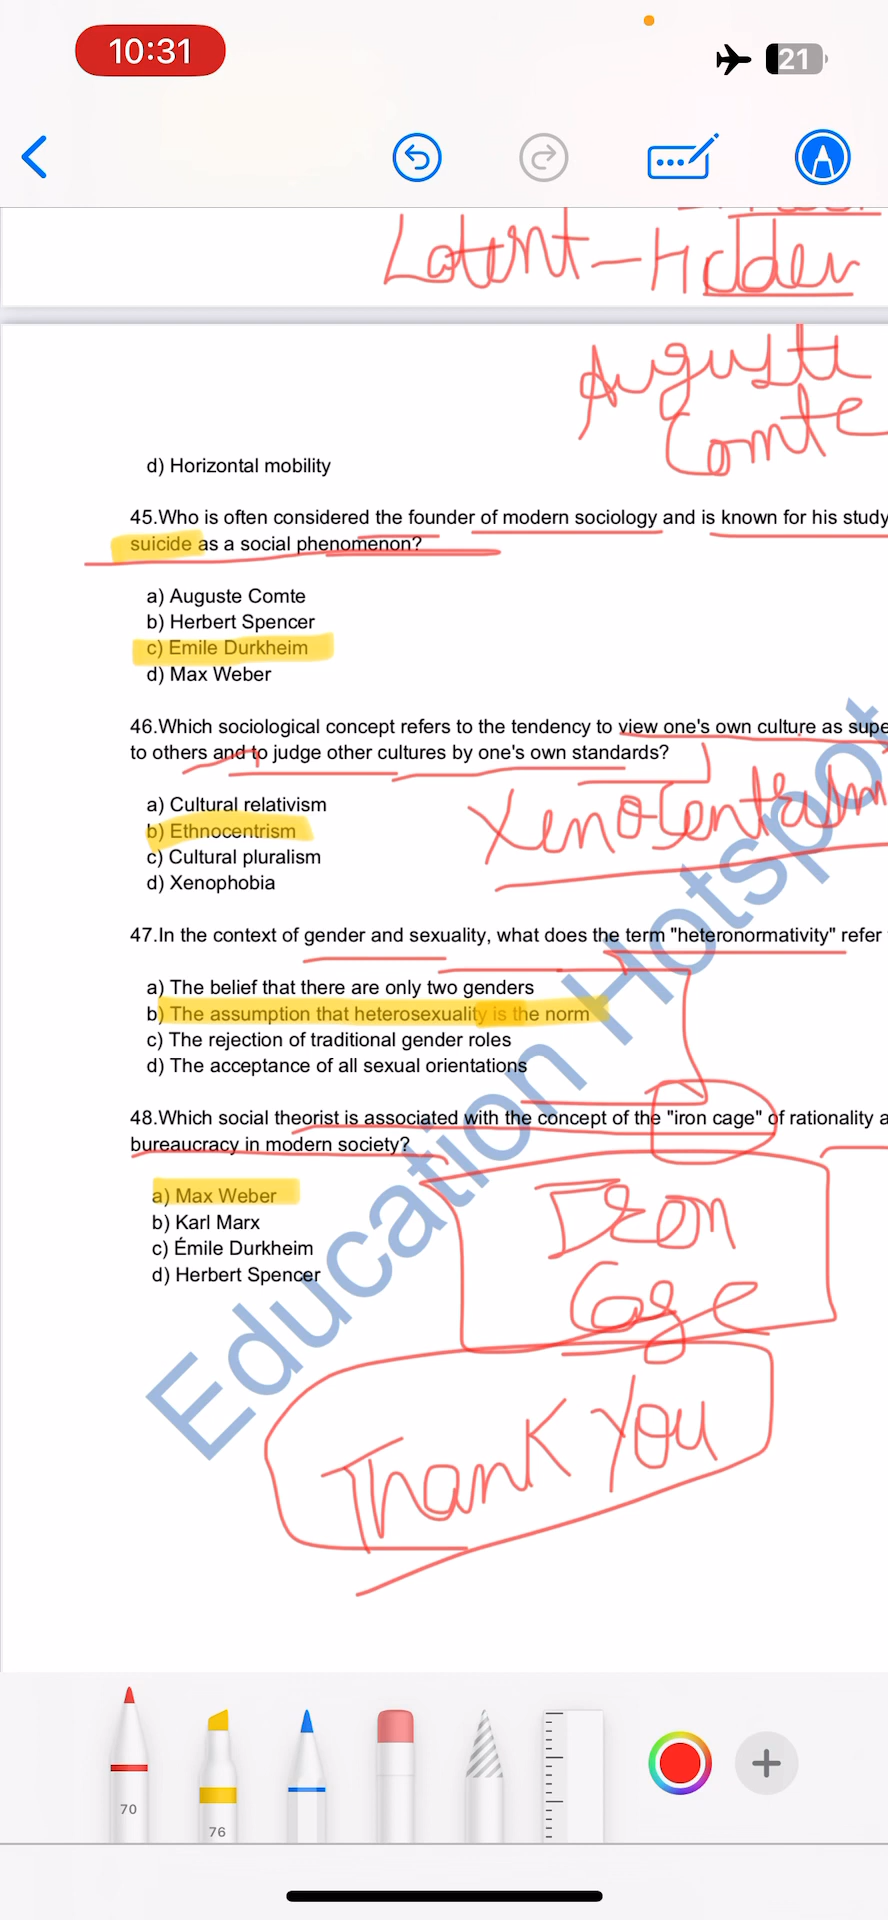 10:31
21
Latent-Hidden
Auguste
Comte
d) Horizontal mobility
45.Who is often considered the founder of modern sociology and is known for his study
suicide as a social phenomenon?
a) Auguste Comte
b) Herbert Spencer
c) Emile Durkheim
d) Max Weber
46.Which sociological concept refers to the tendency to view one's own culture as supe
to others and to judge other cultures by one's own standards?
a) Cultural relativism
b) Ethnocentrism
c) Cultural pluralism
d) Xenophobia
47.In the context of gender and sexuality, what does the term "heteronormativity" refer
a) The belief that there are only two genders
b) The assumption that heterosexuality is the norm
c) The rejection of traditional gender roles
d) The acceptance of all sexual orientations
48.Which social theorist is associated with the concept of the "iron cage" of rationality a
bureaucracy in modern society?
a) Max Weber
b) Karl Marx
c) Émile Durkheim
d) Herbert Spencer
Iron
Cage
Thank You
Education Hotspot
70
76